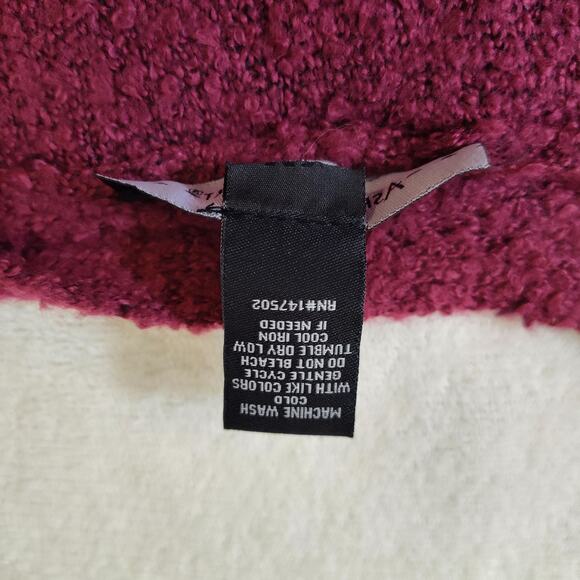 MACHINE WASH
COLD
WITH LIKE COLORS
GENTLE CYCLE
DO NOT BLEACH
TUMBLE DRY LOW
COOL IRON
IF NEEDED
RN#147502